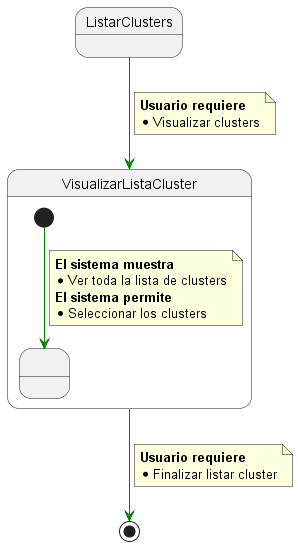 ListarClusters
Usuario requiere
• Visualizar clusters
VisualizarListaCluster
El sistema muestra
• Ver toda la lista de clusters
El sistema permite
• Seleccionar los clusters
Usuario requiere
• Finalizar listar cluster